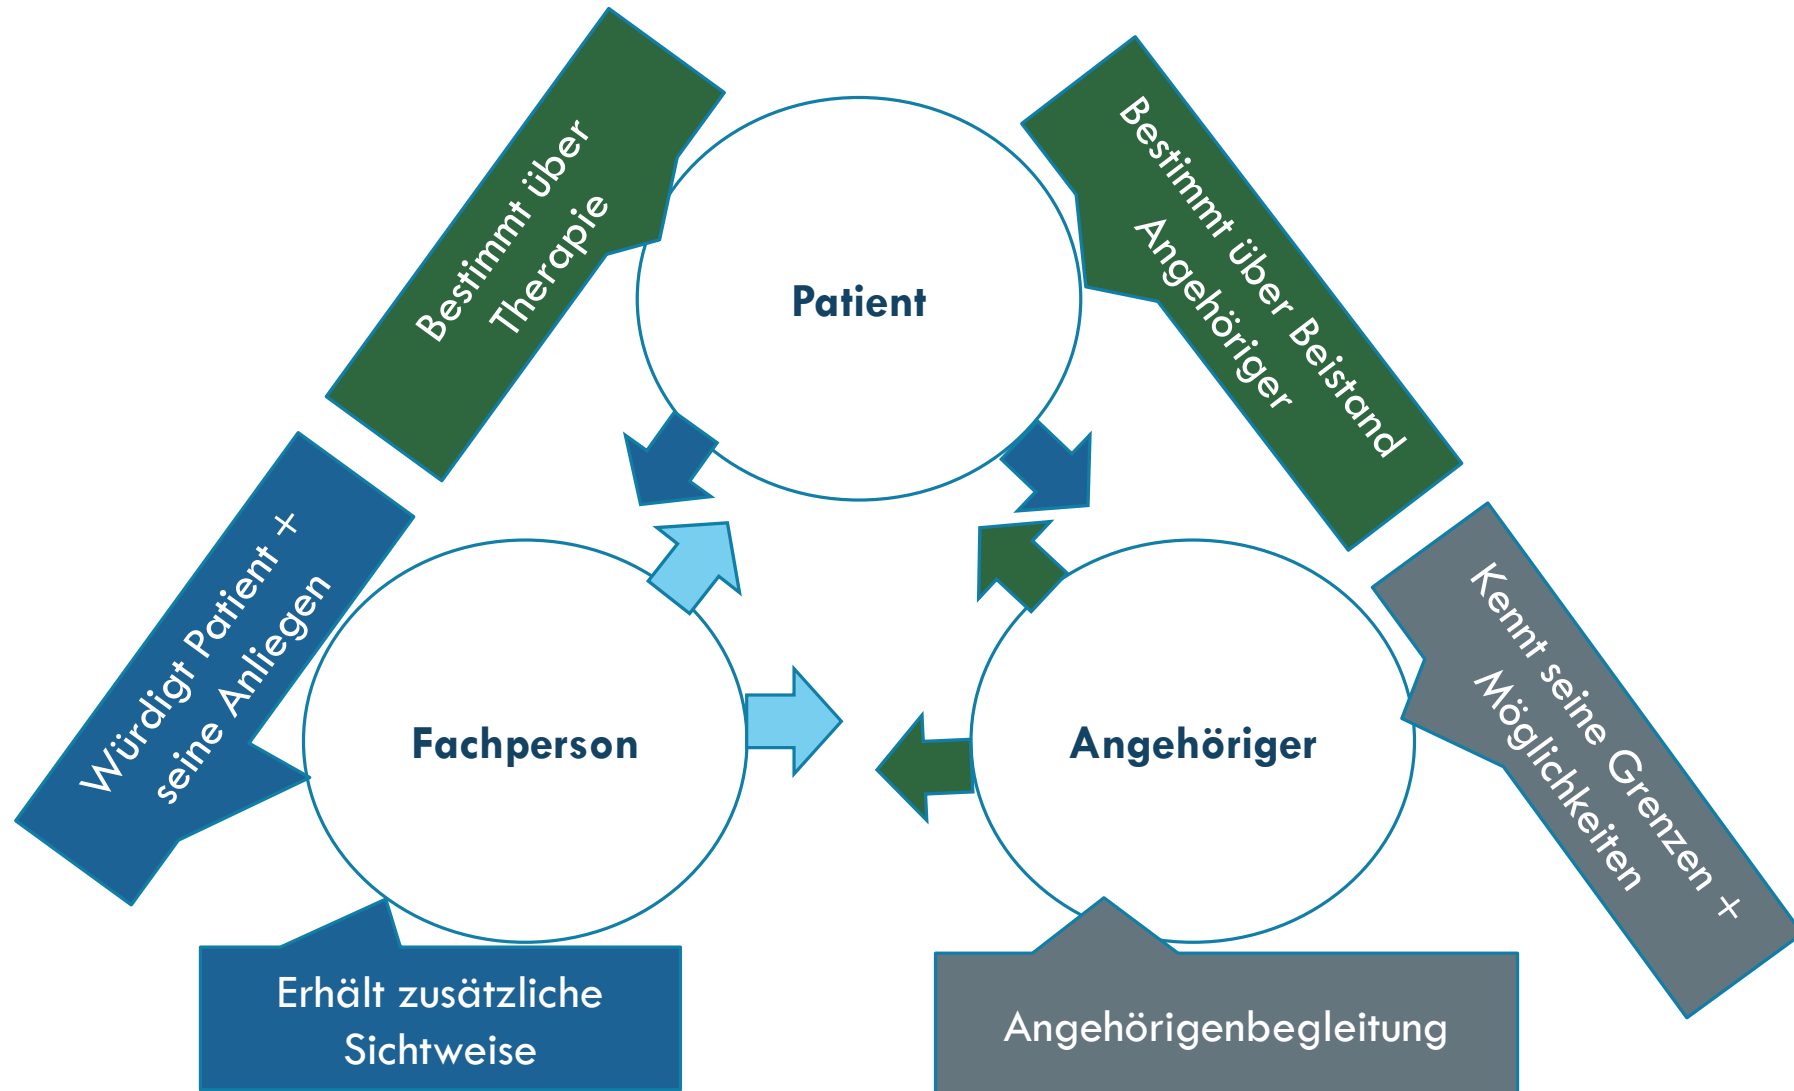 Bestimmt über
Therapie
Bestimmt über Beistand
Angehöriger
Patient
Würdigt Patient +
seine Anliegen
Kennt seine Grenzen +
Möglichkeiten
Fachperson
Angehöriger
Erhält zusätzliche
Sichtweise
Angehörigenbegleitung